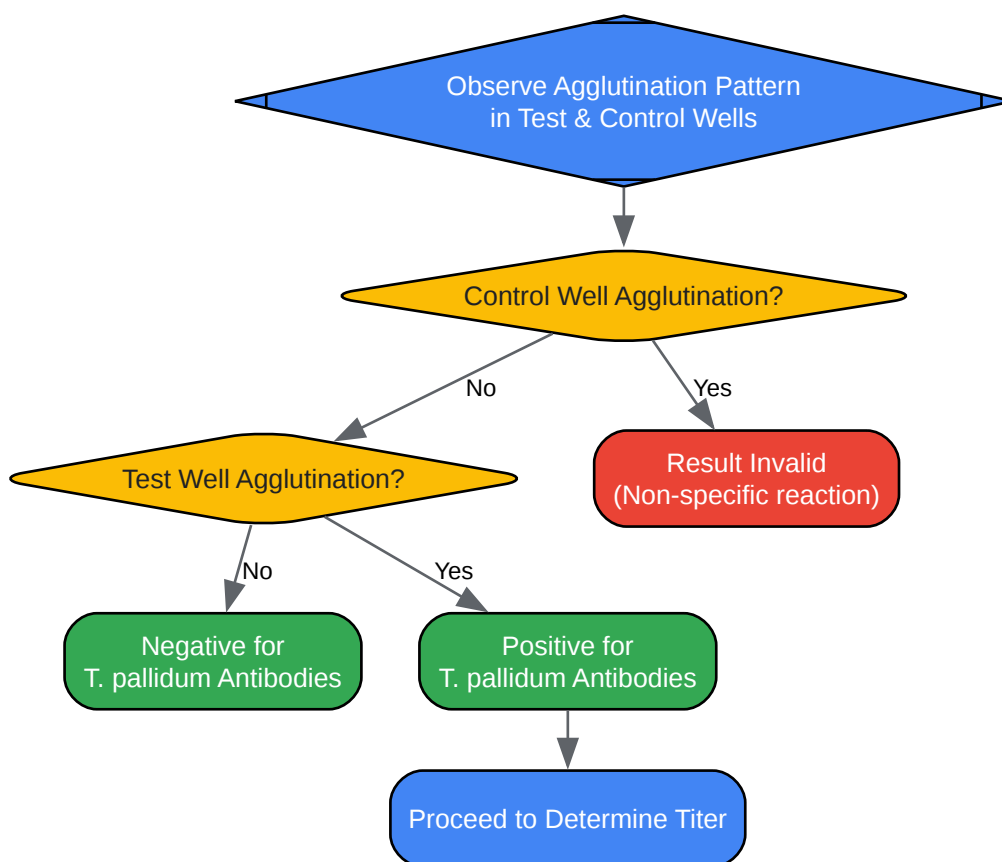 Observe Agglutination Pattern
in Test & Control Wells
Control Well Agglutination?
No
Yes
Test Well Agglutination?
Result Invalid
(Non-specific reaction)
No
Yes
Negative for
T. pallidum Antibodies
Positive for
T. pallidum Antibodies
Proceed to Determine Titer